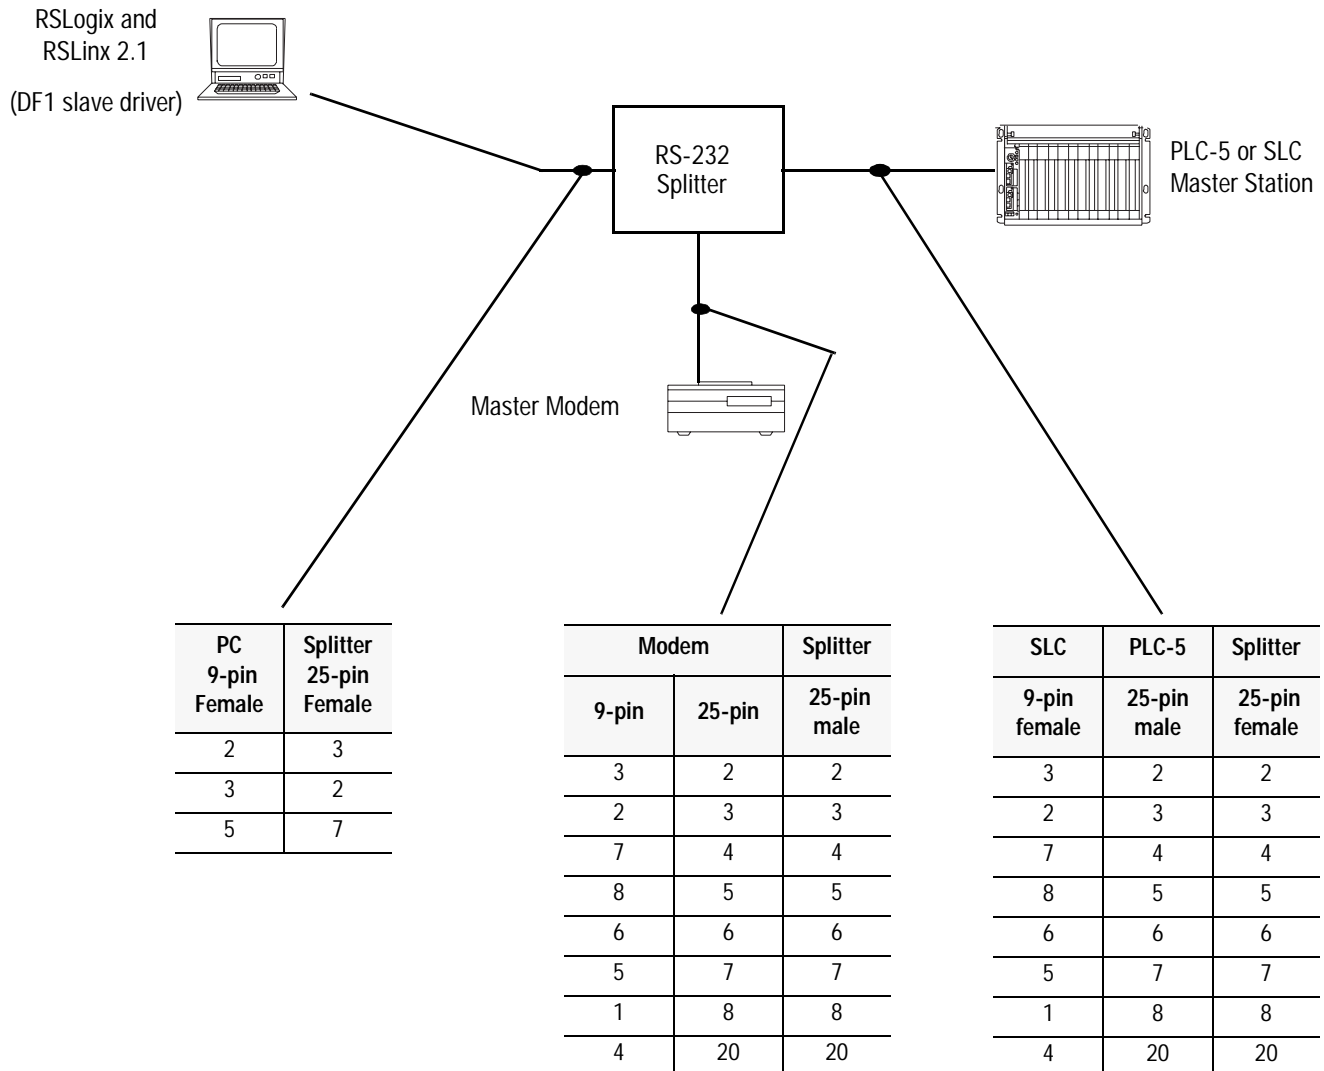 RSLogix and
RSLinx 2.1
(DF1 slave driver)
RS-232
Splitter
PLC-5 or SLC
Master Station
Master Modem
PC Splitter
9-pin 25-pin
Female Female
2 3
3 2
5 7
Modem Splitter
9-pin 25-pin 25-pin
male
3 2 2
2 3 3
7 4 4
8 5 5
6 6 6
5 7 7
1 8 8
4 20 20
SLC PLC-5 Splitter
9-pin 25-pin 25-pin
female male female
3 2 2
2 3 3
7 4 4
8 5 5
6 6 6
5 7 7
1 8 8
4 20 20